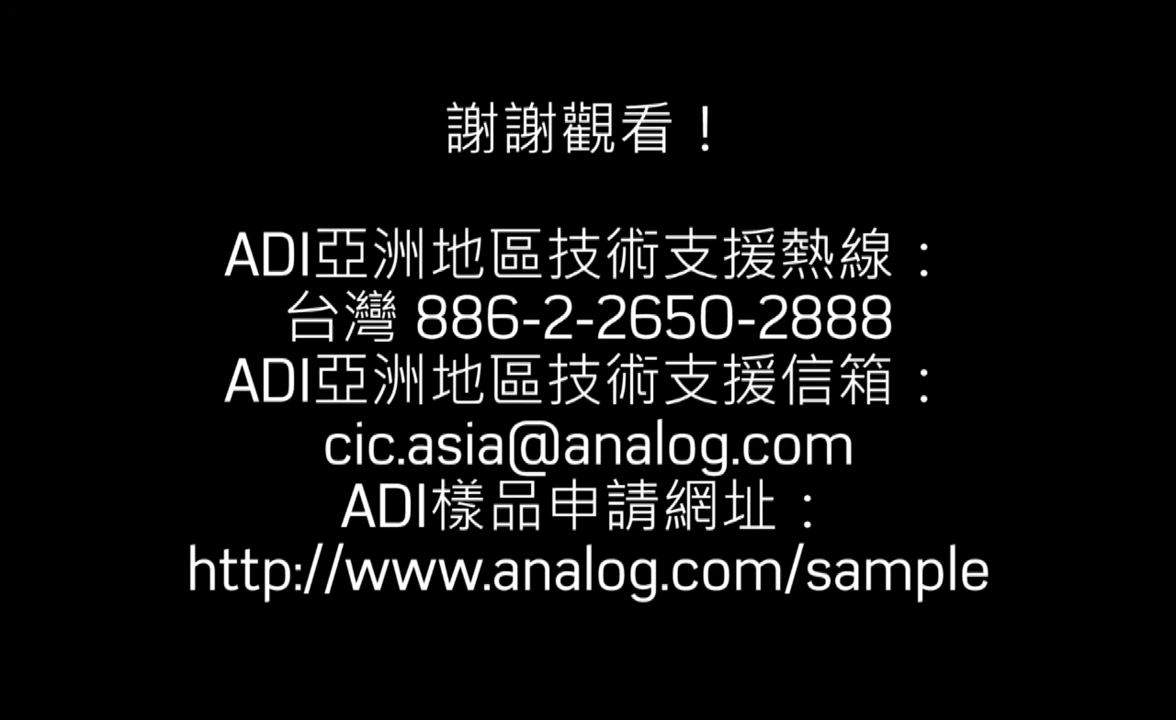 謝謝觀看！
ADI亞洲地區技術支援熱線：
台灣 886-2-2650-2888
ADI亞洲地區技術支援信箱：
cic.asia@analog.com
ADI樣品申請網址：
http://www.analog.com/sample